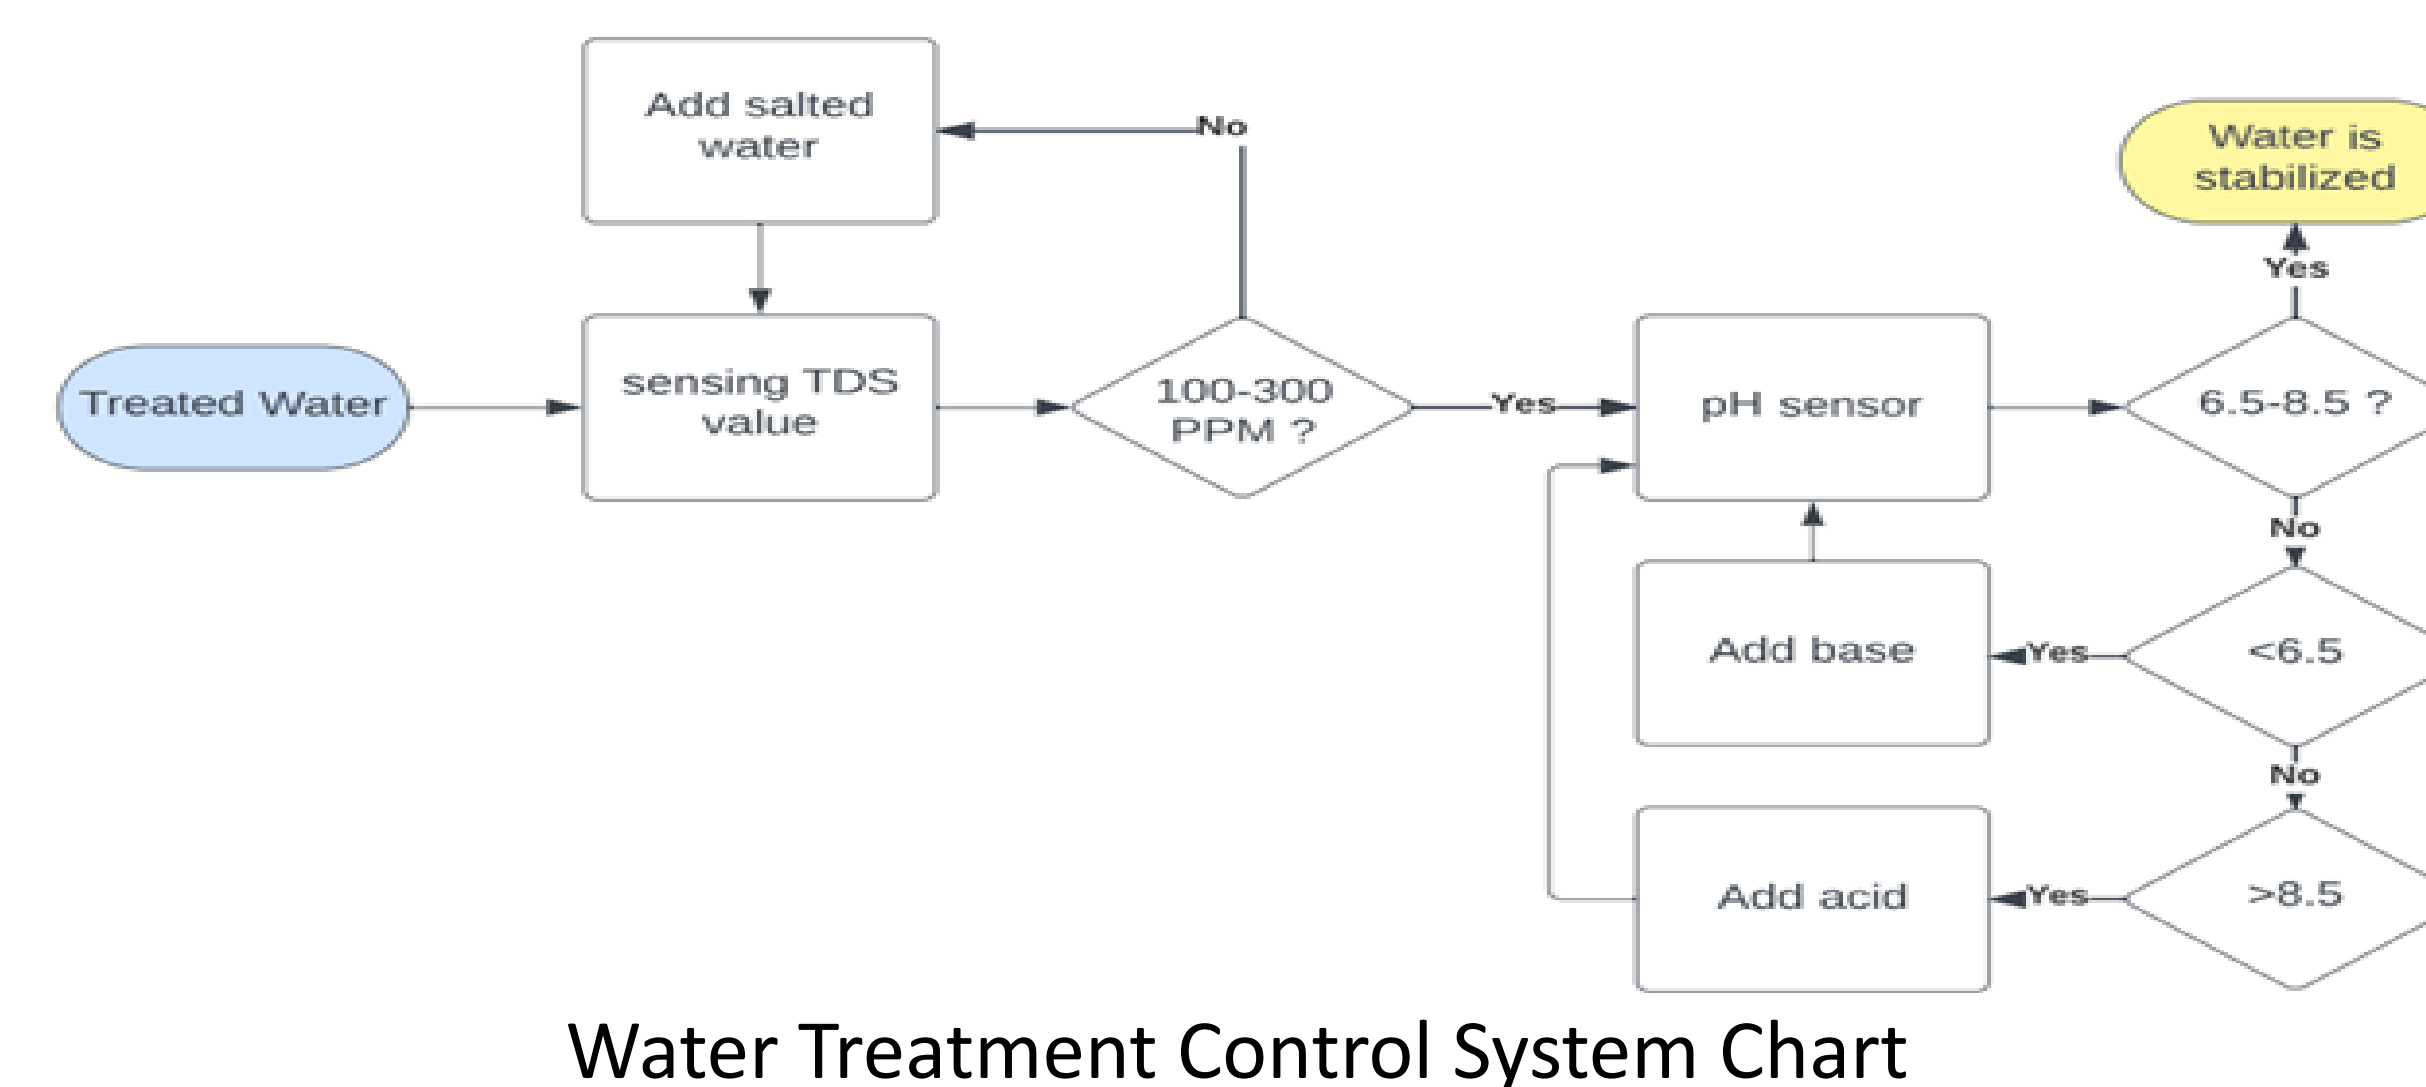 Add salted
water
No
Water is
stabilized
Yes
Treated Water
sensing TDS
value
100-300
PPM ?
Yes
pH sensor
6.5-8.5 ?
No
Add base
Yes
<6.5
No
Add acid
Yes
>8.5
Water Treatment Control System Chart